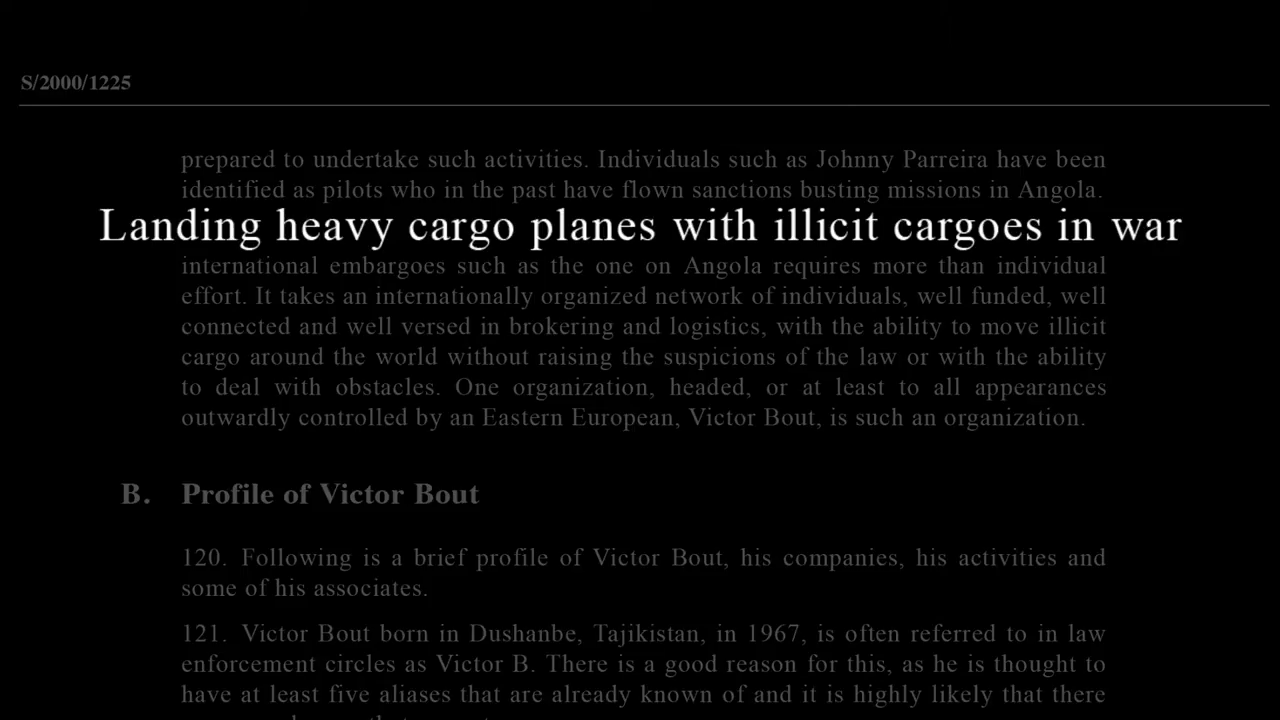 S/2000/1225
prepared to undertake such activities. Individuals such as Johnny Parreira have been
identified as pilots who in the past have flown sanctions busting missions in Angola.
Landing heavy cargo planes with illicit cargoes in war
international embargoes such as the one on Angola requires more than individual
effort. It takes an internationally organized network of individuals, well funded, well
connected and well versed in brokering and logistics, with the ability to move illicit
cargo around the world without raising the suspicions of the law or with the ability
to deal with obstacles. One organization, headed, or at least to all appearances
outwardly controlled by an Eastern European, Victor Bout, is such an organization.
B. Profile of Victor Bout
120. Following is a brief profile of Victor Bout, his companies, his activities and
some of his associates.
121. Victor Bout born in Dushanbe, Tajikistan, in 1967, is often referred to in law
enforcement circles as Victor B. There is a good reason for this, as he is thought to
have at least five aliases that are already known of and it is highly likely that there